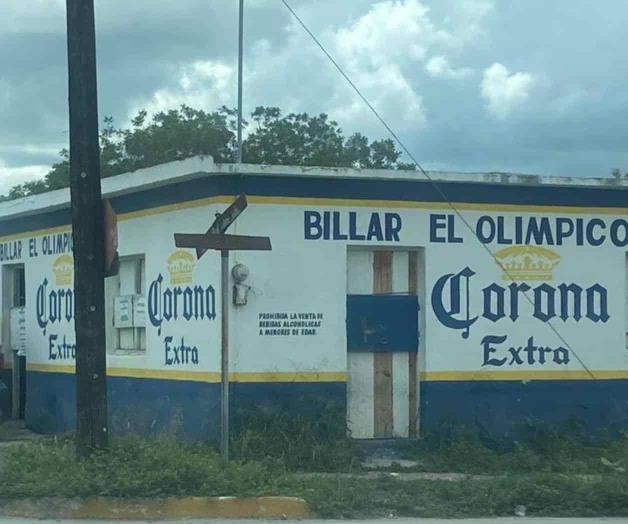 BILLAR EL OLIMPICO
BILLAR EL OLIMPICO
Corona
Extra
Corona
Extra
PROHIBIDA LA VENTA DE
BEBIDAS ALCOHOLICAS
A MENORES DE EDAD.
Corona
Extra